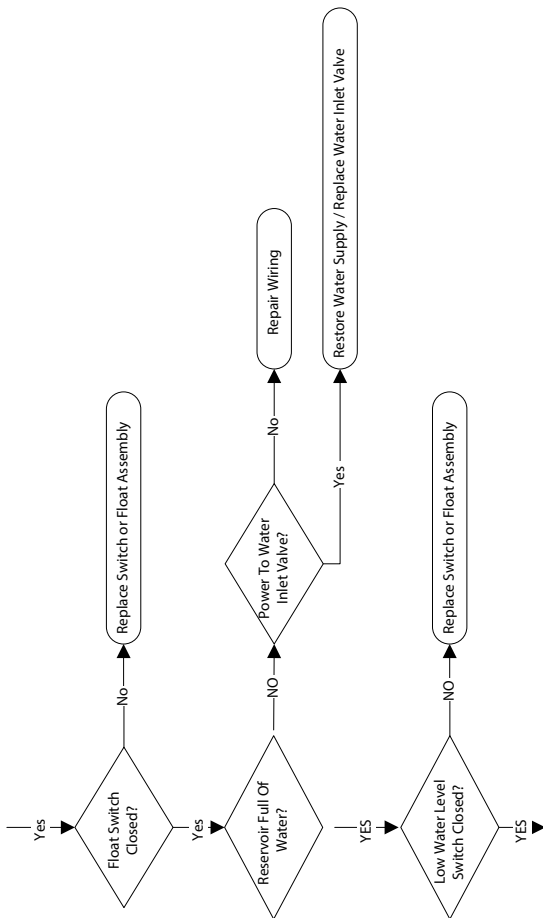 Yes
Float Switch
Closed?
No
Replace Switch or Float Assembly
Yes
Reservoir Full Of
Water?
NO
Power To Water
Inlet Valve?
No
Repair Wiring
Yes
Restore Water Supply / Replace Water Inlet Valve
YES
Low Water Level
Switch Closed?
NO
Replace Switch or Float Assembly
YES